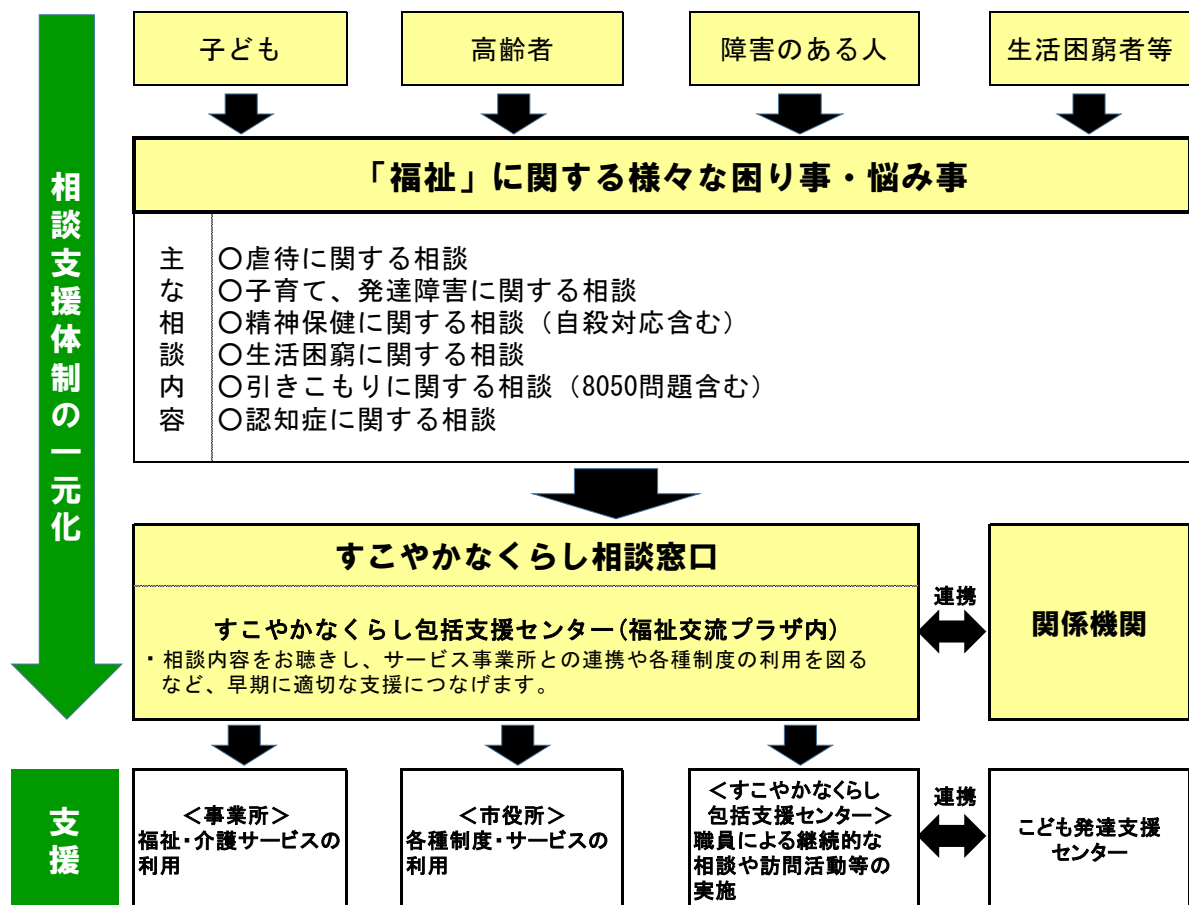 子ども
高齢者
障害のある人
生活困窮者等
相談支援体制の一元化
「福祉」に関する様々な困り事・悩み事
主な相談内容
〇虐待に関する相談
〇子育て、発達障害に関する相談
〇精神保健に関する相談（自殺対応含む）
〇生活困窮に関する相談
〇引きこもりに関する相談（8050問題含む）
〇認知症に関する相談
すこやかなくらし相談窓口
すこやかなくらし包括支援センター(福祉交流プラザ内)
・相談内容をお聴きし、サービス事業所との連携や各種制度の利用を図る
など、早期に適切な支援につなげます。
連携
関係機関
支援
＜事業所＞
福祉・介護サービスの
利用
＜市役所＞
各種制度・サービスの
利用
＜すこやかなくらし
包括支援センター＞
職員による継続的な
相談や訪問活動等の
実施
連携
こども発達支援
センター